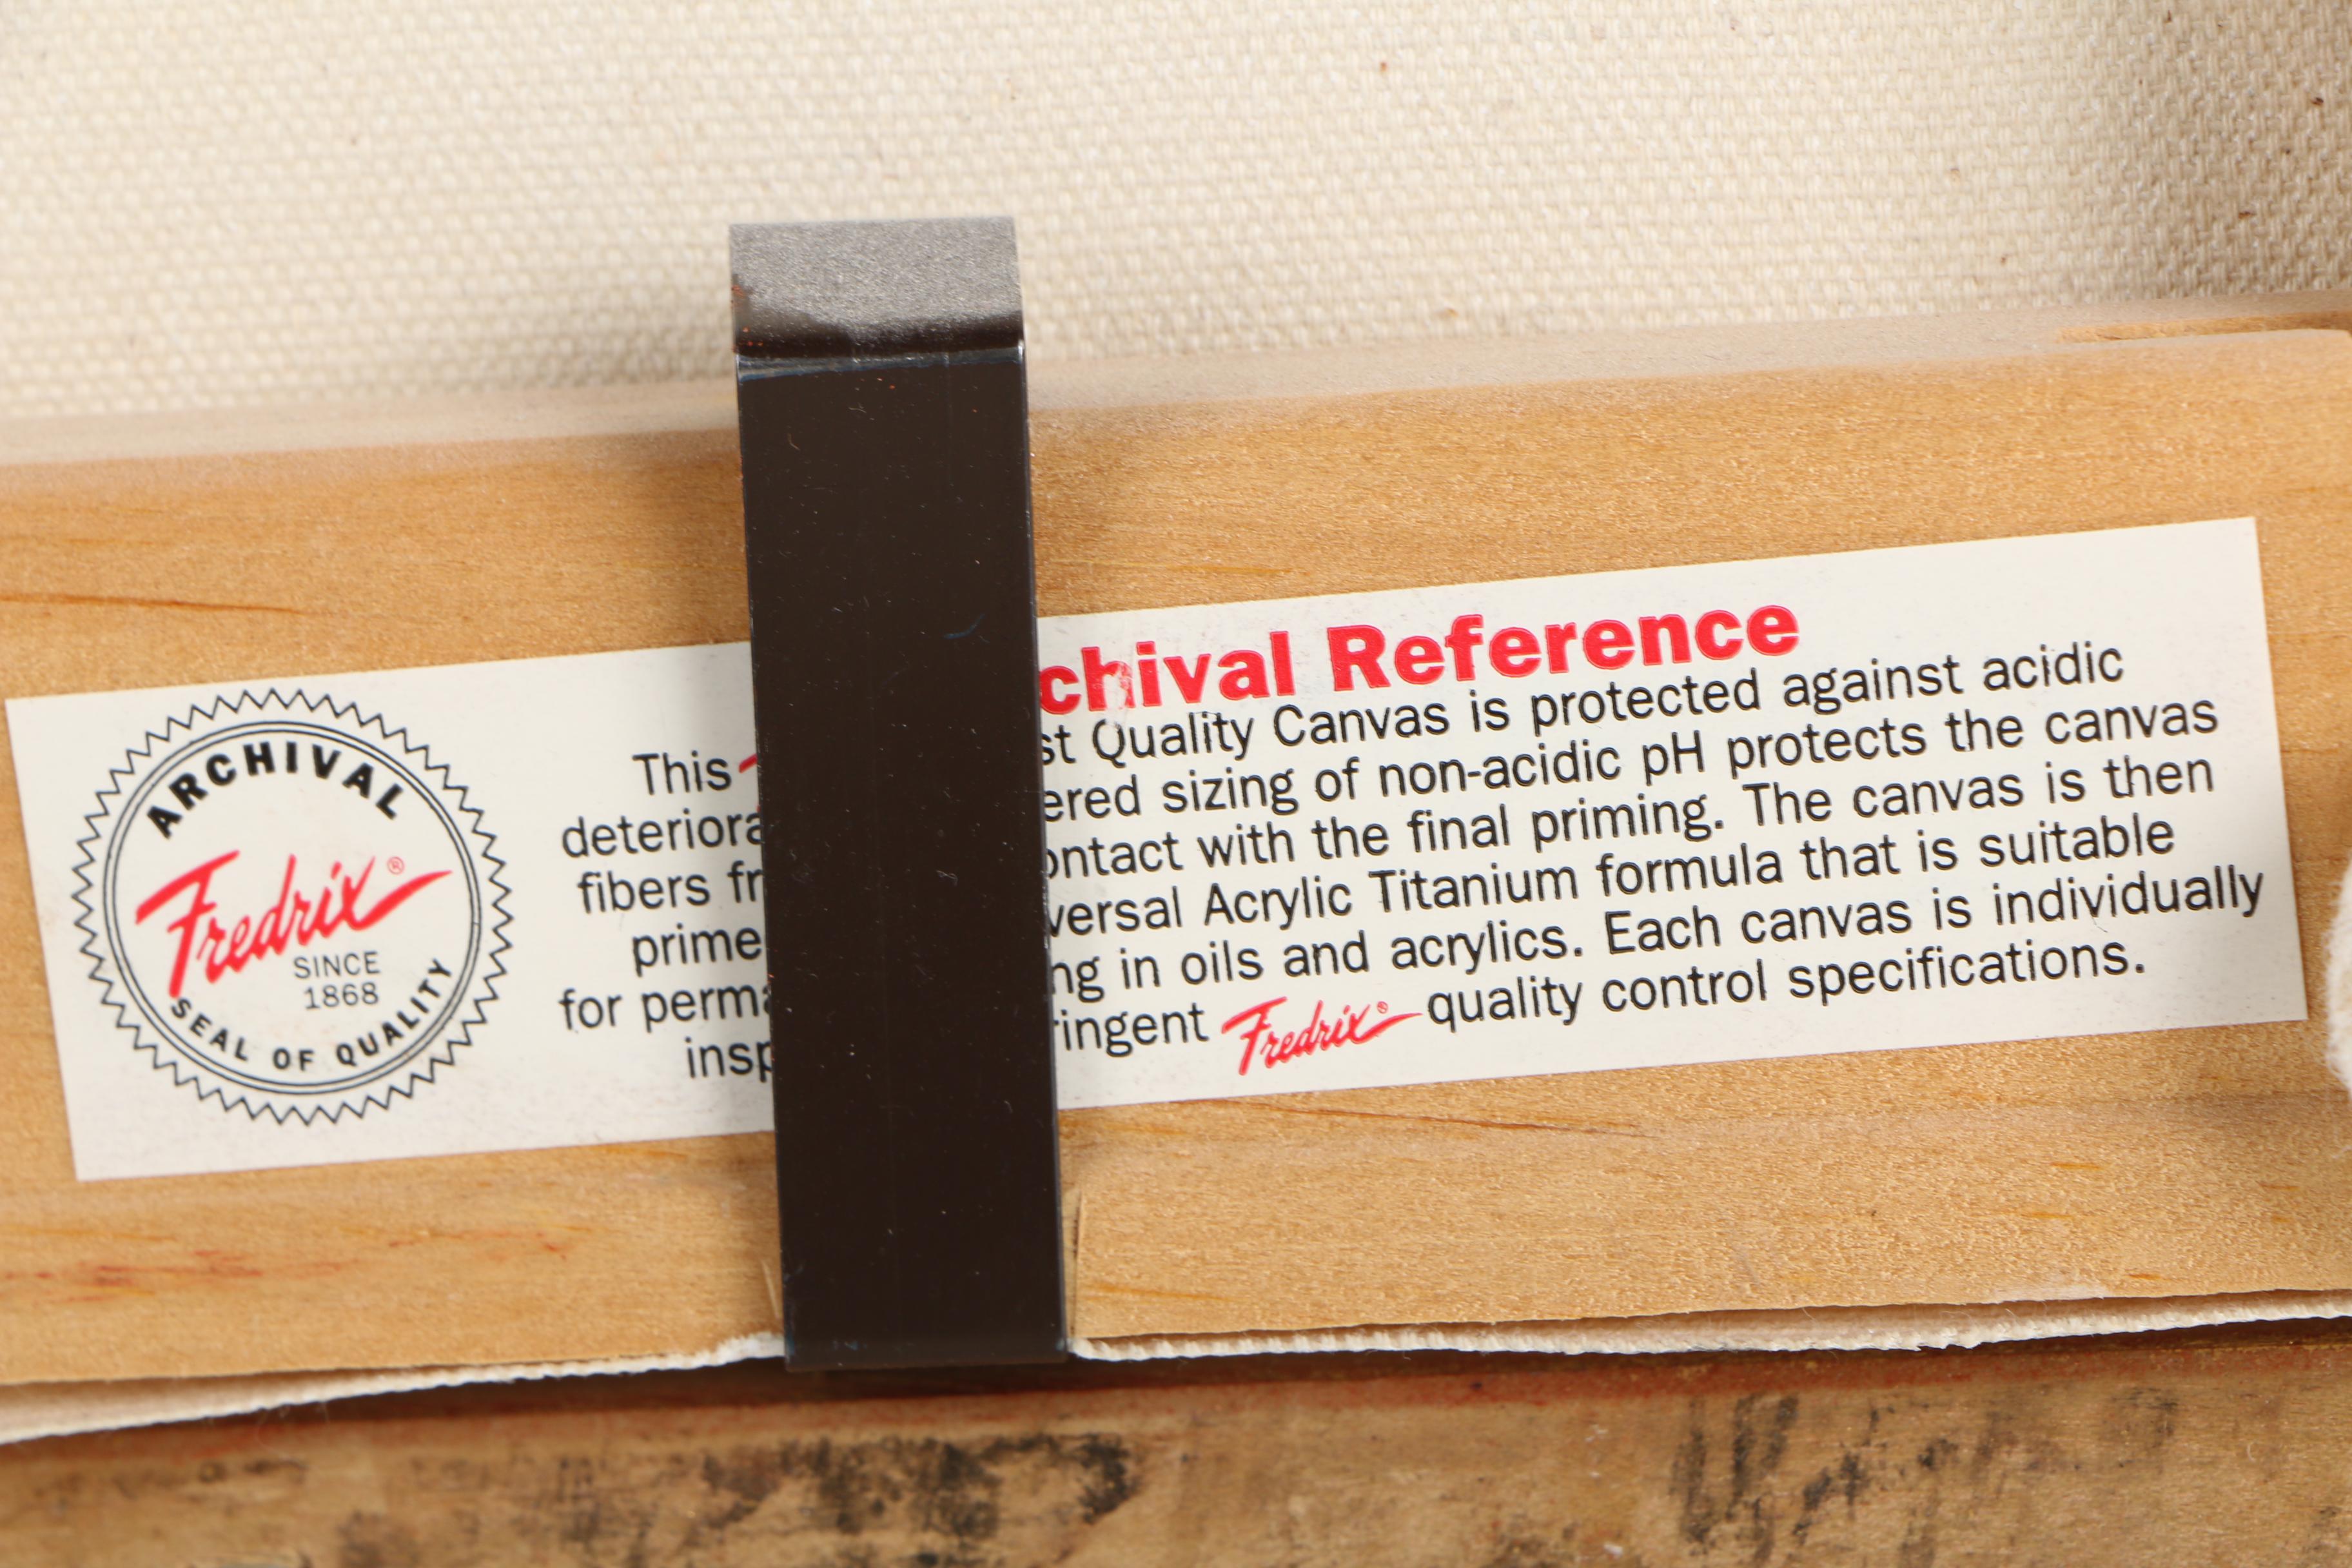 ARCHIVAL
Fredrix®
SINCE
1868
SEAL OF QUALITY
chival Reference
This st Quality Canvas is protected against acidic
deteriora ered sizing of non-acidic pH protects the canvas
fibers fr ontact with the final priming. The canvas is then
prime versal Acrylic Titanium formula that is suitable
for perma ng in oils and acrylics. Each canvas is individually
insp ringent Fredrix® quality control specifications.